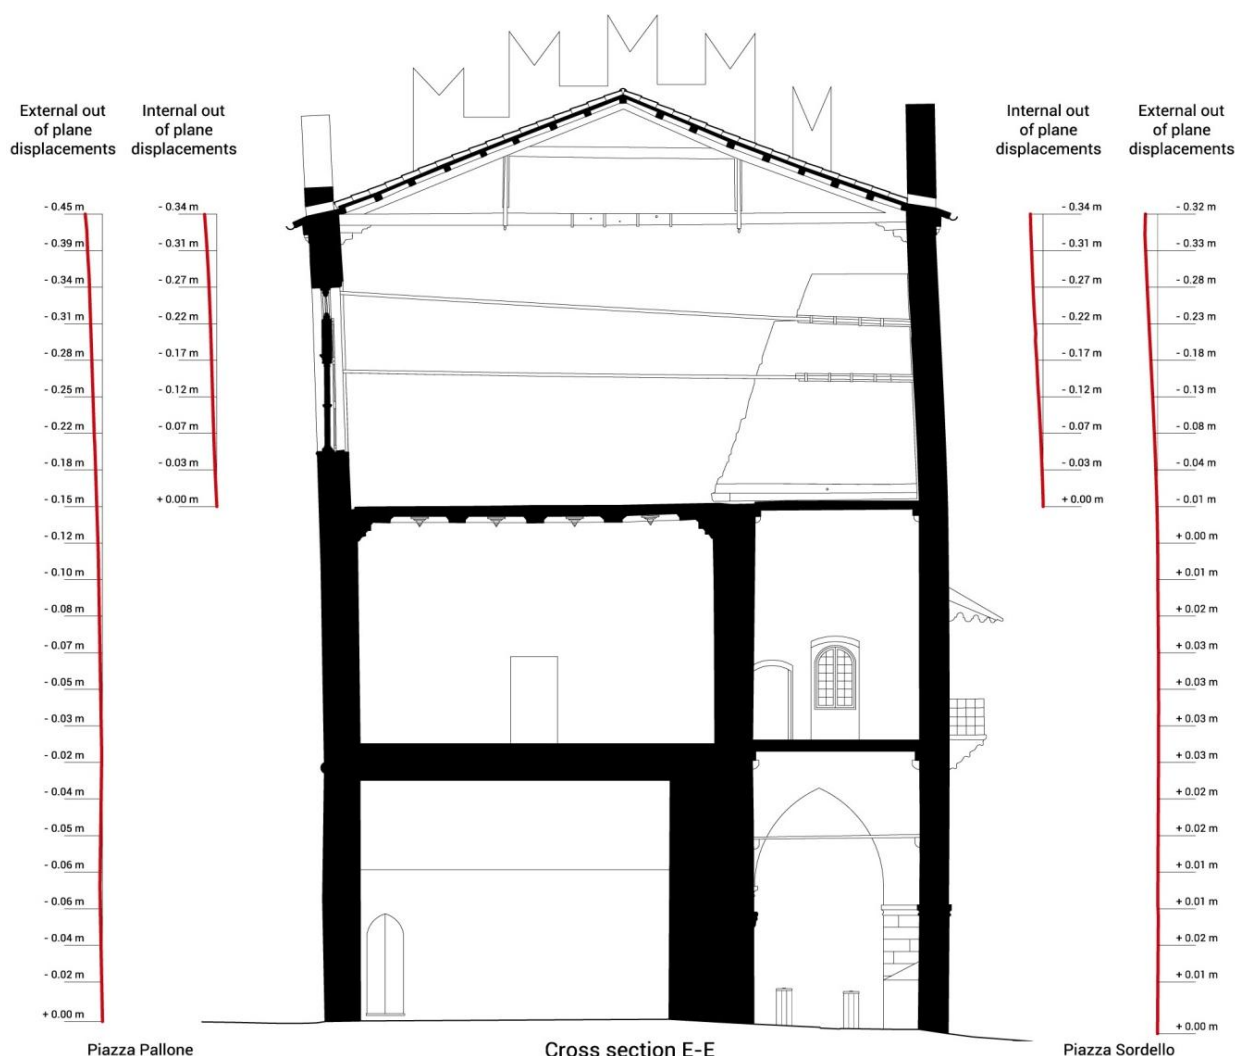 External out
of plane
displacements
- 0.45 m
- 0.39 m
- 0.34 m
- 0.31 m
- 0.28 m
- 0.25 m
- 0.22 m
- 0.18 m
- 0.15 m
- 0.12 m
- 0.10 m
- 0.08 m
- 0.07 m
- 0.05 m
- 0.03 m
- 0.02 m
- 0.04 m
- 0.05 m
- 0.06 m
- 0.06 m
- 0.04 m
- 0.02 m
+ 0.00 m
Piazza Pallone
Internal out
of plane
displacements
- 0.34 m
- 0.31 m
- 0.27 m
- 0.22 m
- 0.17 m
- 0.12 m
- 0.07 m
- 0.03 m
+ 0.00 m
Cross section E-E
Internal out
of plane
displacements
- 0.34 m
- 0.31 m
- 0.27 m
- 0.22 m
- 0.17 m
- 0.12 m
- 0.07 m
- 0.03 m
+ 0.00 m
External out
of plane
displacements
- 0.32 m
- 0.33 m
- 0.28 m
- 0.23 m
- 0.18 m
- 0.13 m
- 0.08 m
- 0.04 m
- 0.01 m
+ 0.00 m
+ 0.01 m
+ 0.02 m
+ 0.03 m
+ 0.03 m
+ 0.03 m
+ 0.03 m
+ 0.02 m
+ 0.02 m
+ 0.01 m
+ 0.01 m
+ 0.02 m
+ 0.01 m
+ 0.00 m
Piazza Sordello